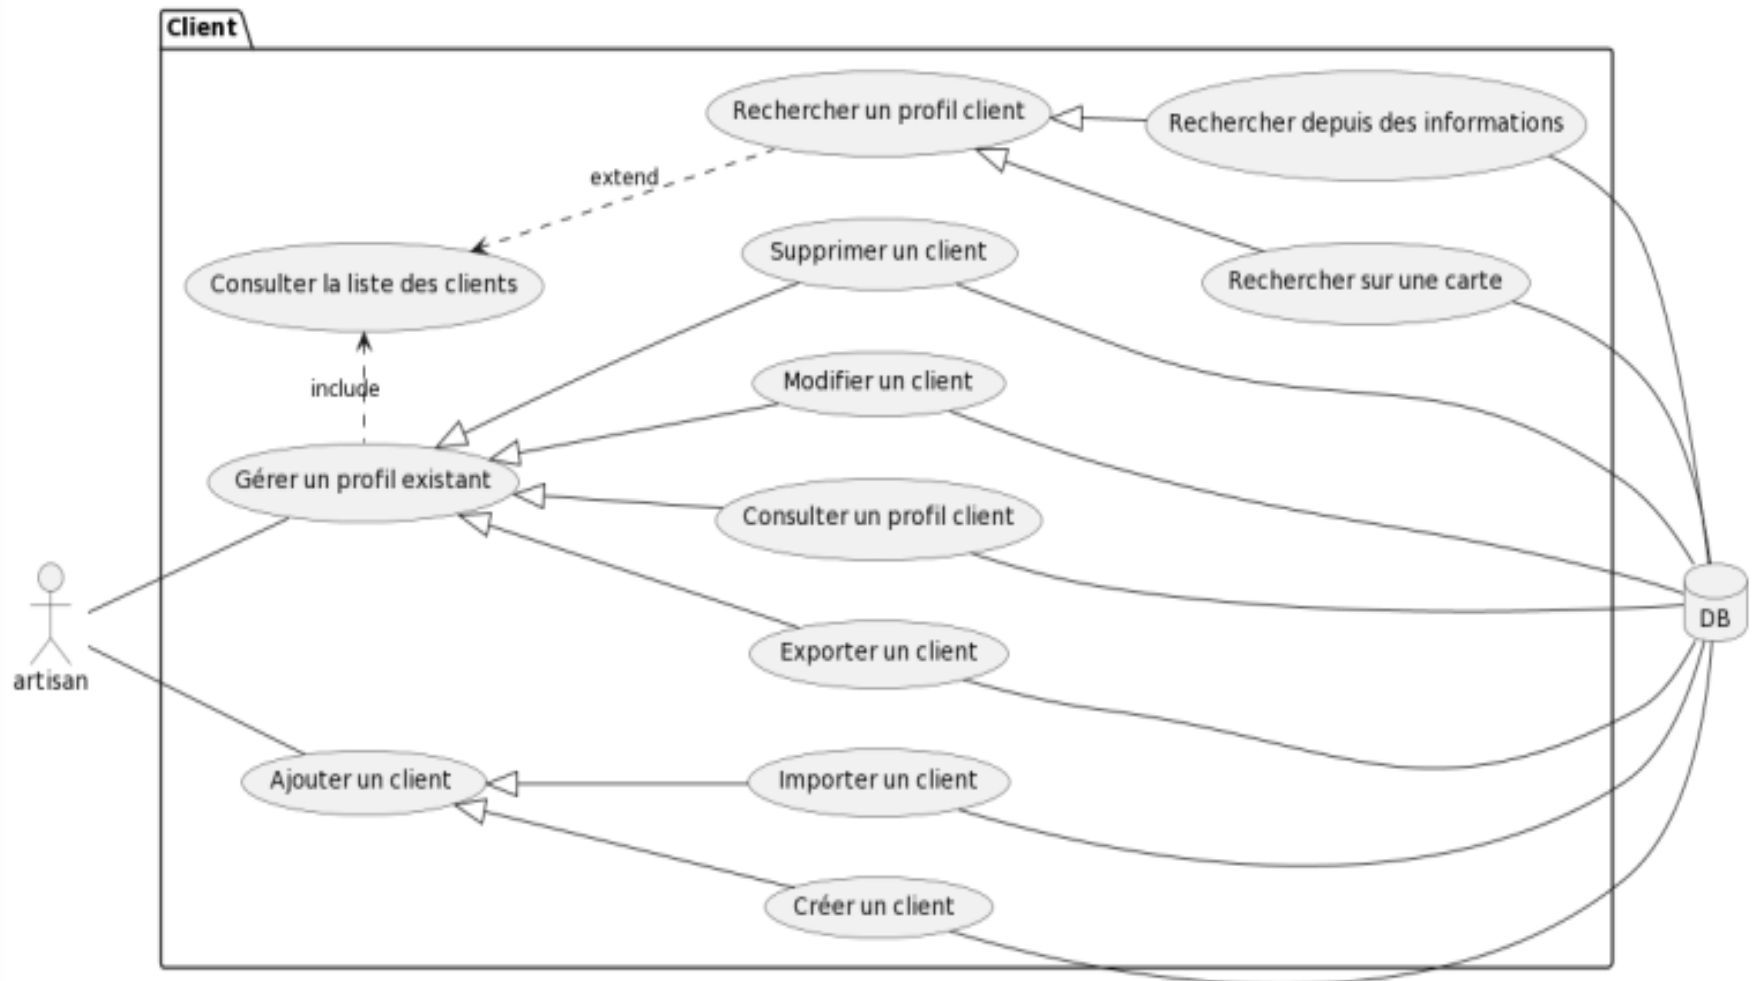 Client
Rechercher un profil client
Rechercher depuis des informations
extend
Supprimer un client
Consulter la liste des clients
Rechercher sur une carte
include
Modifier un client
Gérer un profil existant
Consulter un profil client
DB
artisan
Exporter un client
Ajouter un client
Importer un client
Créer un client